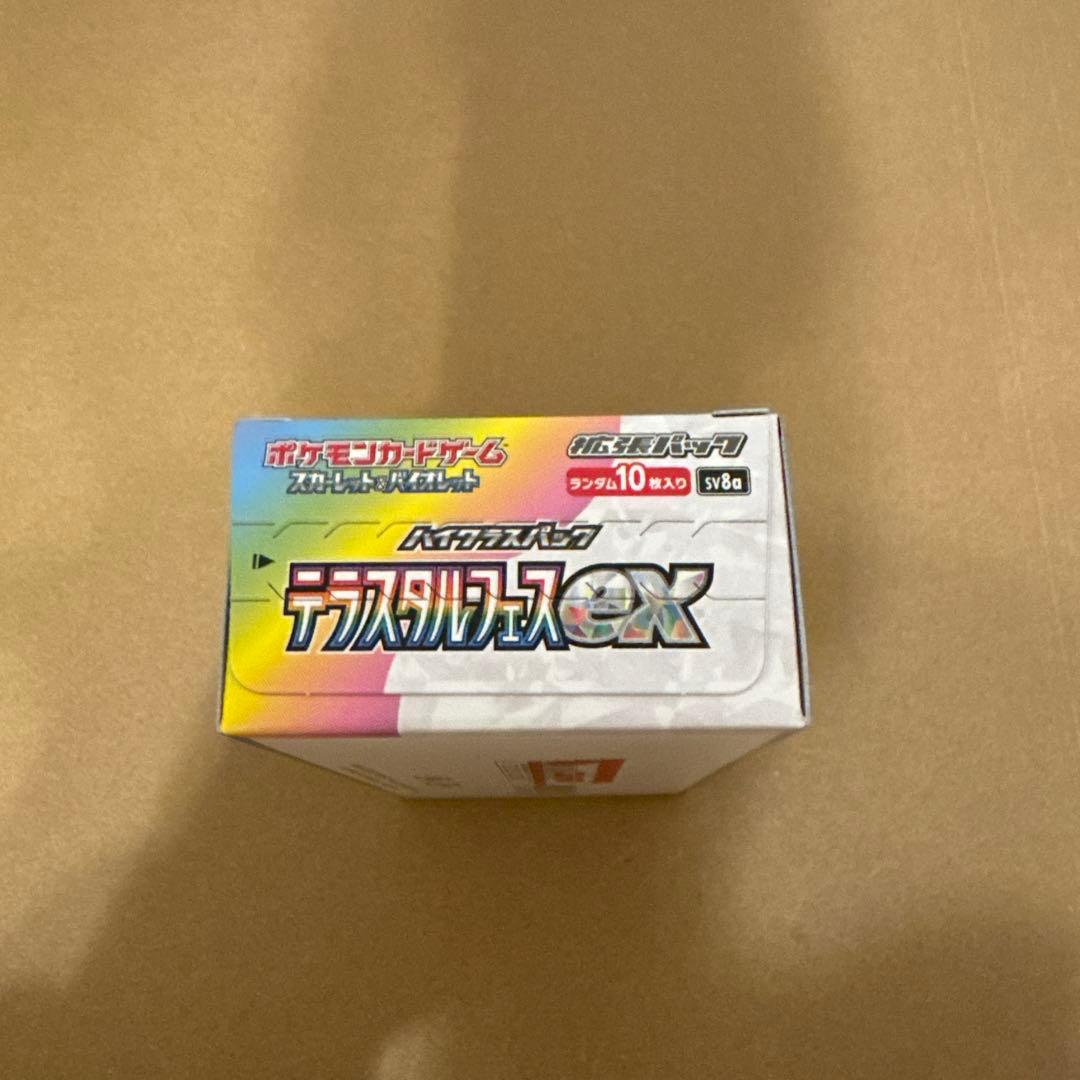 ポケモンカードゲーム
スカーレット&バイオレット
拡張パック
ランダム10枚入り SV8a
ハイクラスパック
テラスタルフェスex